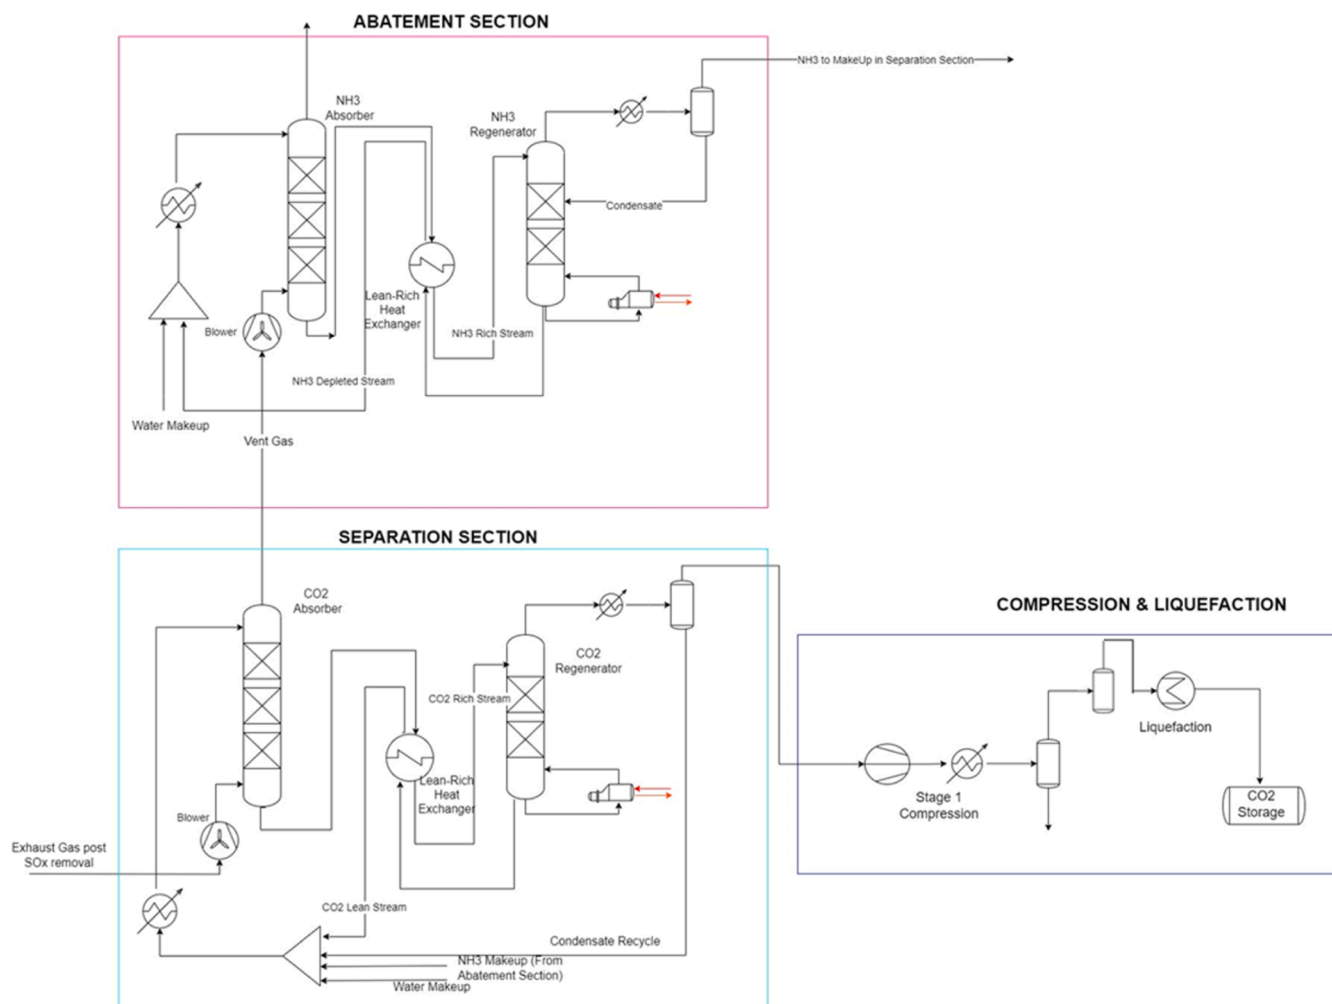 ABATEMENT SECTION
NH3 to MakeUp in Separation Section
NH3
Absorber
NH3
Regenerator
Condensate
Lean-Rich
Heat
Exchanger
Blower
NH3 Rich Stream
NH3 Depleted Stream
Water Makeup
Vent Gas
SEPARATION SECTION
CO2
Absorber
CO2
Regenerator
CO2 Rich Stream
Lean-Rich
Heat
Exchanger
Blower
Exhaust Gas post
SOx removal
CO2 Lean Stream
Condensate Recycle
NH3 Makeup (From
Abatement Section)
Water Makeup
COMPRESSION & LIQUEFACTION
Liquefaction
Stage 1
Compression
CO2
Storage